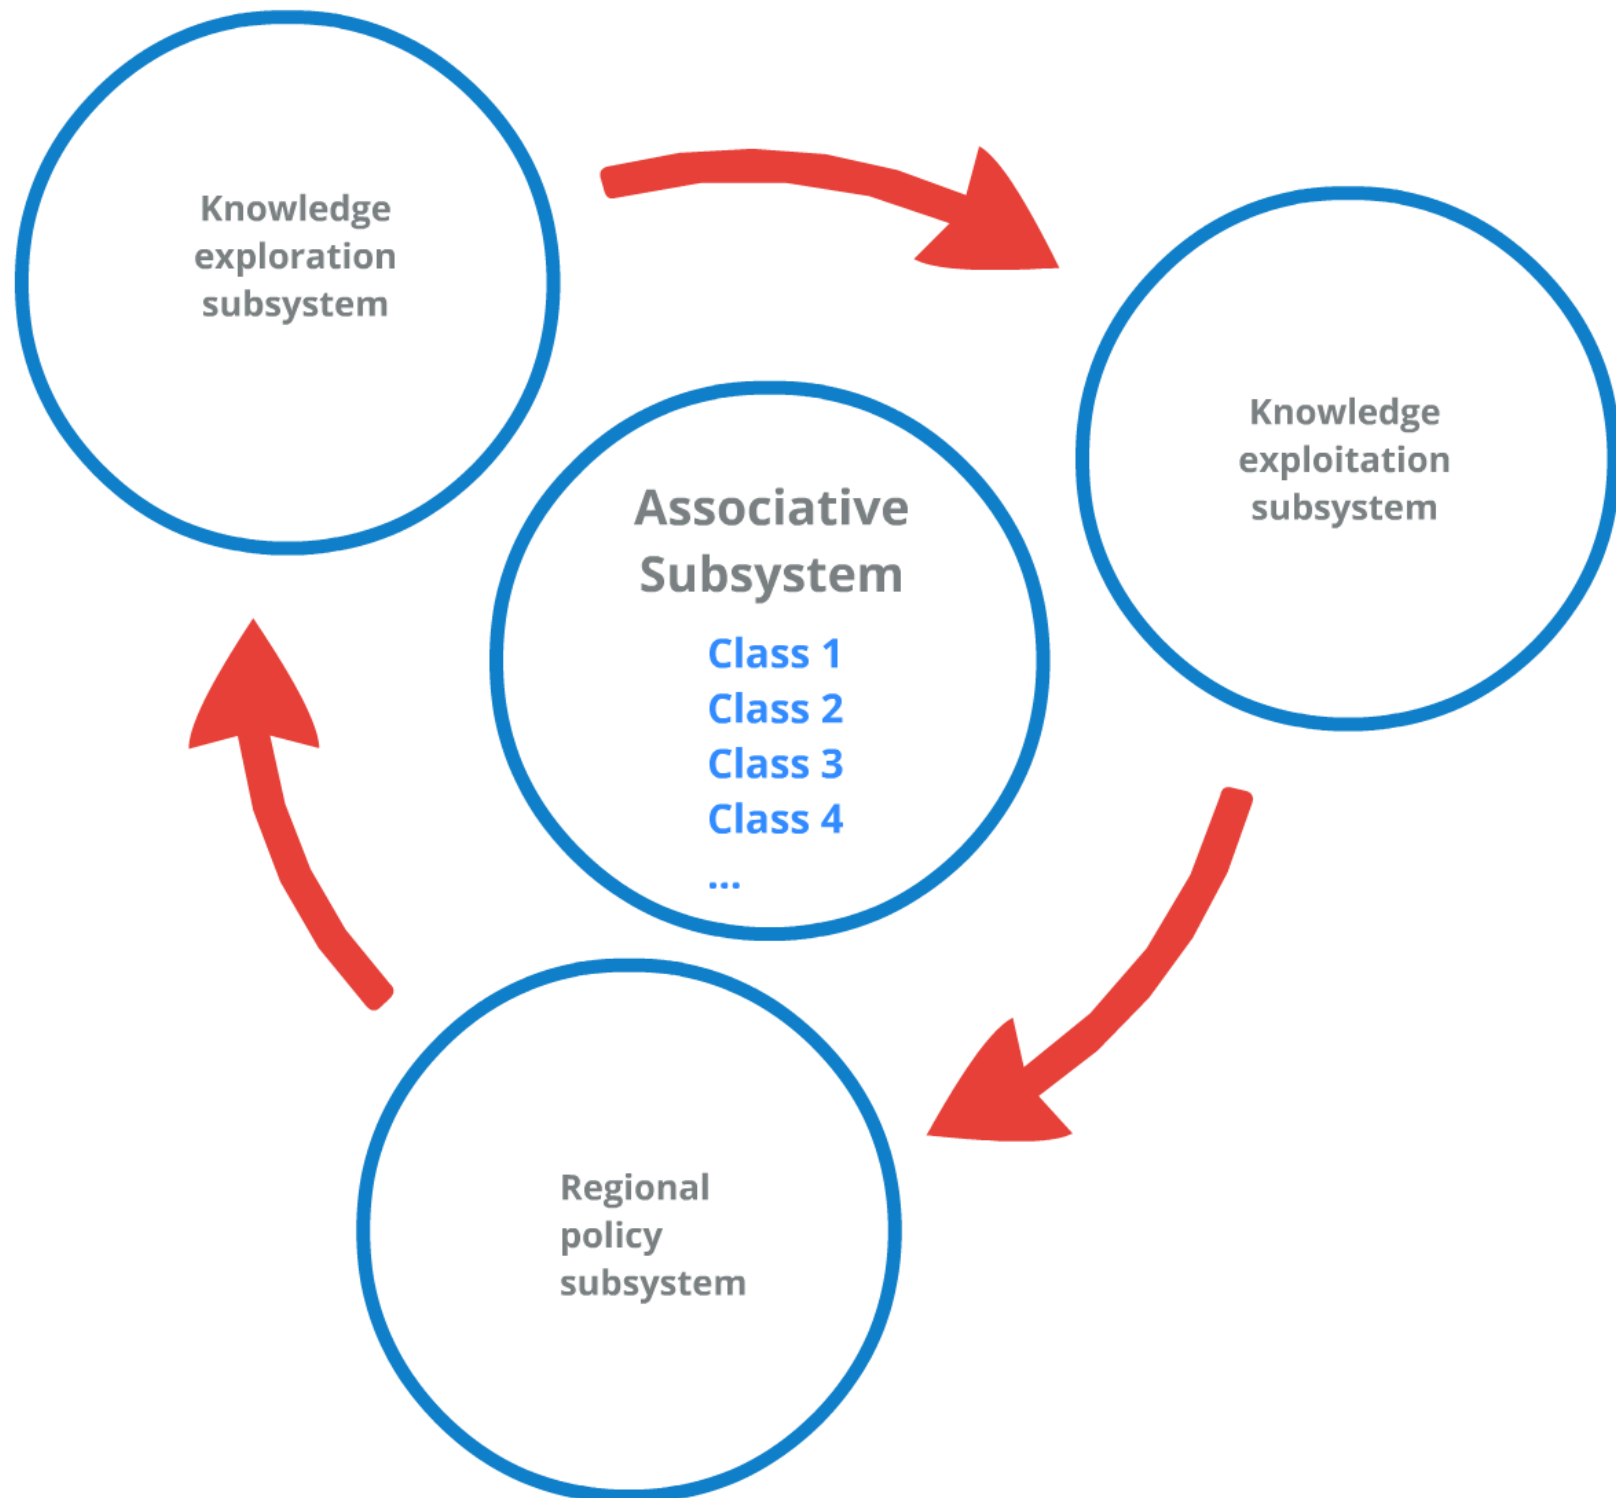 Knowledge
exploration
subsystem
Knowledge
exploitation
subsystem
Associative
Subsystem
Class 1
Class 2
Class 3
Class 4
...
Regional
policy
subsystem